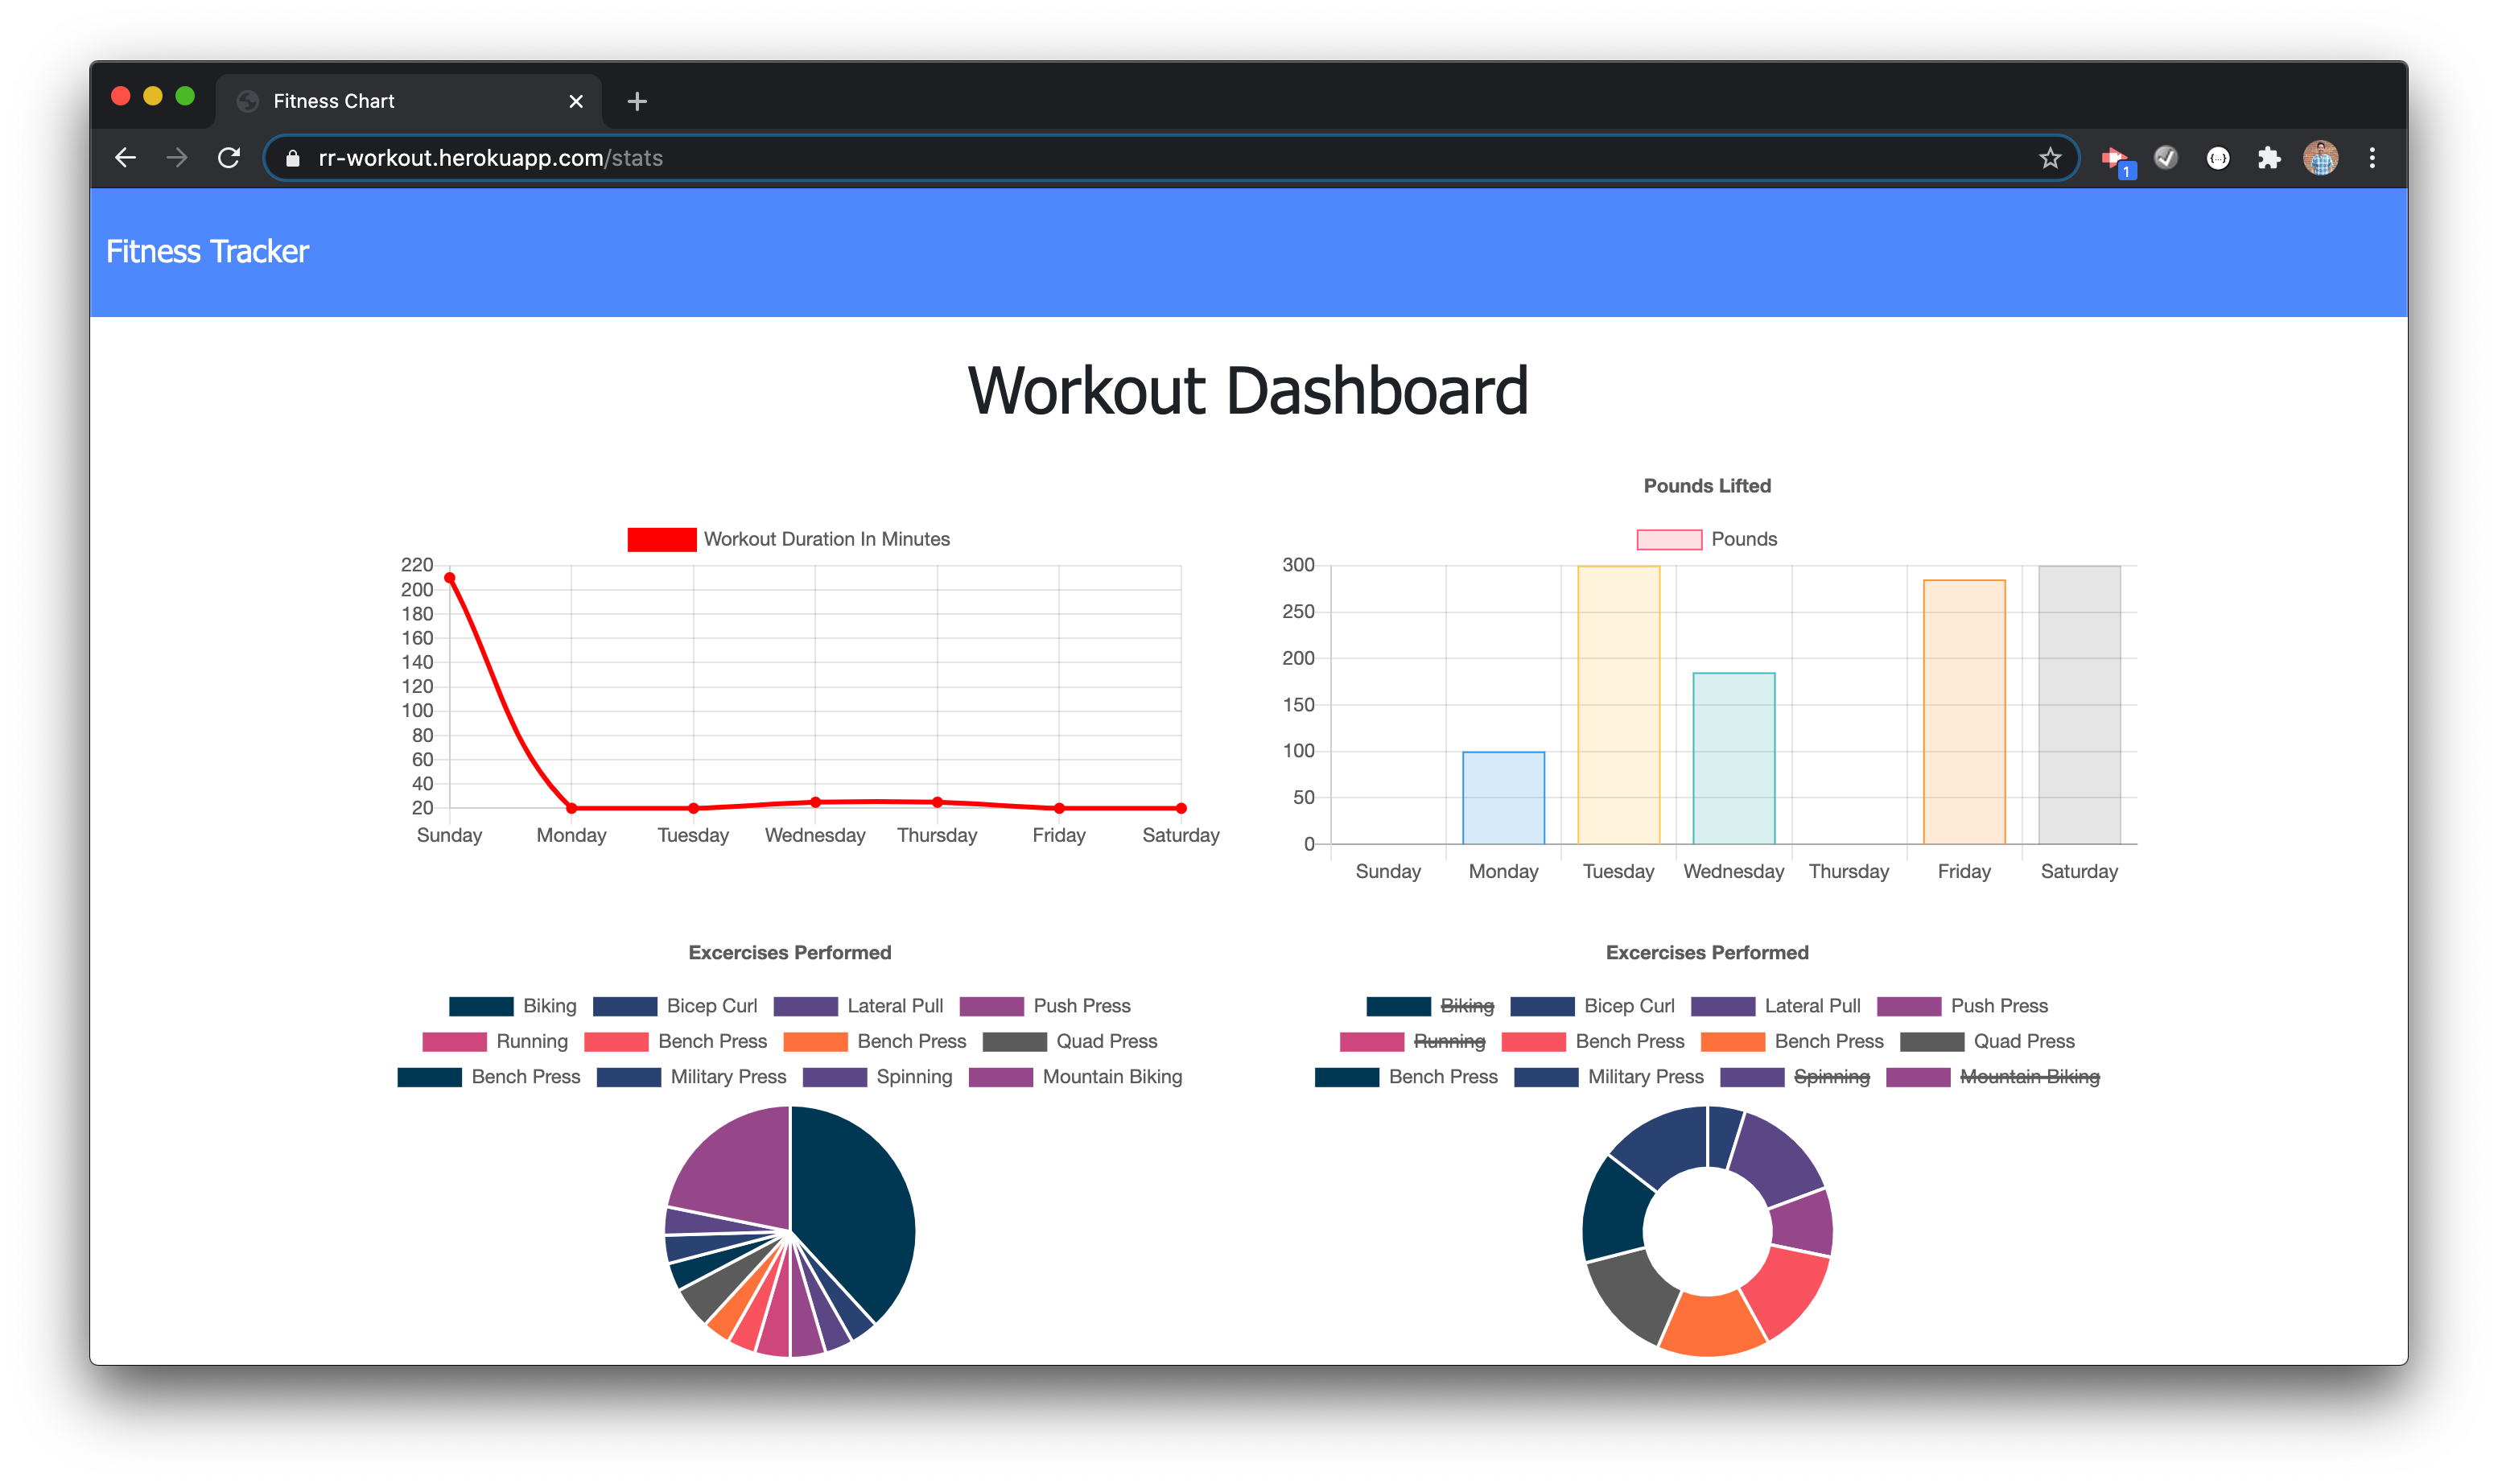 Fitness Chart
rr-workout.herokuapp.com/stats
1
Fitness Tracker
Workout Dashboard
Workout Duration In Minutes
220
200
180
160
140
120
100
80
60
40
20
Sunday Monday Tuesday Wednesday Thursday Friday Saturday
Pounds Lifted
Pounds
300
250
200
150
100
50
0
Sunday Monday Tuesday Wednesday Thursday Friday Saturday
Excercises Performed
Biking Bicep Curl Lateral Pull Push Press
Running Bench Press Bench Press Quad Press
Bench Press Military Press Spinning Mountain Biking
Excercises Performed
Biking Bicep Curl Lateral Pull Push Press
Running Bench Press Bench Press Quad Press
Bench Press Military Press Spinning Mountain Biking